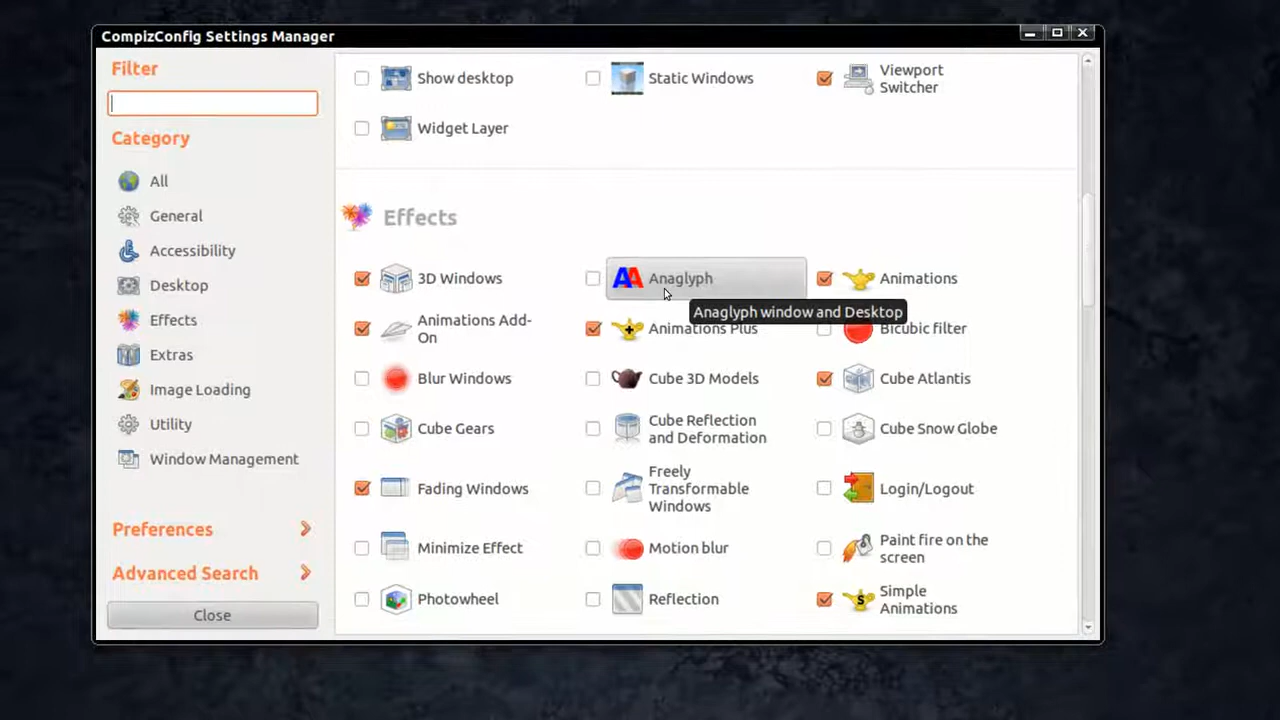 CompizConfig Settings Manager
Filter
Category
All
General
Accessibility
Desktop
Effects
Extras
Image Loading
Utility
Window Management
Preferences
Advanced Search
Close
Show desktop
Static Windows
Viewport
Switcher
Widget Layer
Effects
3D Windows
AA
Anaglyph
Animations
Anaglyph window and Desktop
Animations Add-
On
Animations Plus
Bicubic filter
Blur Windows
Cube 3D Models
Cube Atlantis
Cube Gears
Cube Reflection
and Deformation
Cube Snow Globe
Fading Windows
Freely
Transformable
Windows
Login/Logout
Minimize Effect
Motion blur
Paint fire on the
screen
Photowheel
Reflection
S
Simple
Animations